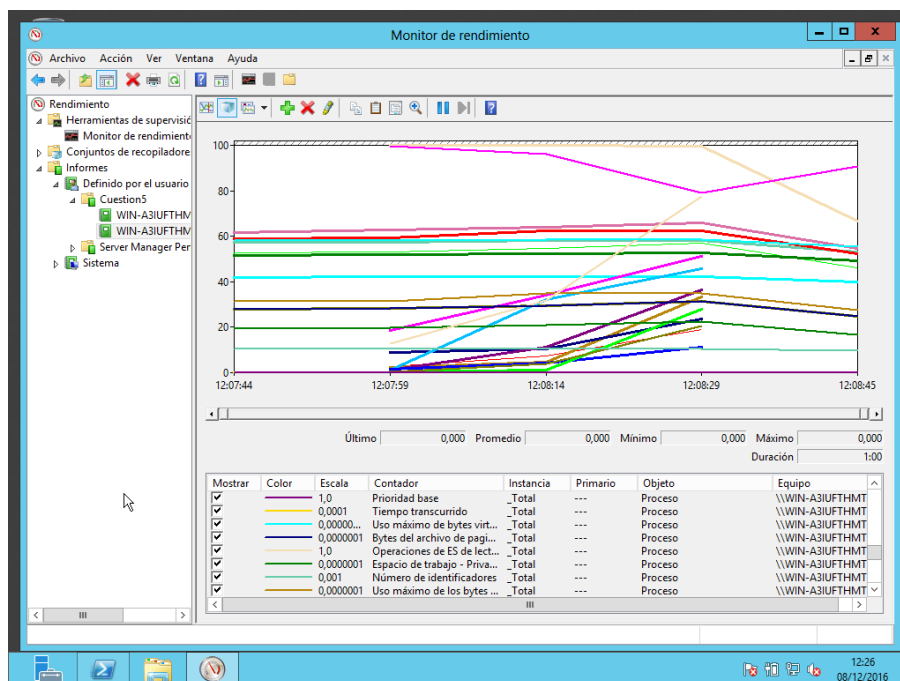 Monitor de rendimiento
Archivo Acción Ver Ventana Ayuda
Rendimiento
Herramientas de supervisió
Monitor de rendimiento
Conjuntos de recopiladore
Informes
Definido por el usuario
Cuestion5
WIN-A3IUFTHM
WIN-A3IUFTHM
Server Manager Per
Sistema
100
80
60
40
20
0
12:07:44 12:07:59 12:08:14 12:08:29 12:08:45
Último 0,000 Promedio 0,000 Mínimo 0,000 Máximo 0,000
Duración 1:00
Mostrar Color Escala Contador Instancia Primario Objeto Equipo
1,0 Prioridad base _Total --- Proceso \\WIN-A3IUFTHMT
0,0001 Tiempo transcurrido _Total --- Proceso \\WIN-A3IUFTHMT
0,00000... Uso máximo de bytes virt... _Total --- Proceso \\WIN-A3IUFTHMT
0,0000001 Bytes del archivo de pagi... _Total --- Proceso \\WIN-A3IUFTHMT
1,0 Operaciones de ES de lect... _Total --- Proceso \\WIN-A3IUFTHMT
0,0000001 Espacio de trabajo - Priva... _Total --- Proceso \\WIN-A3IUFTHMT
0,001 Número de identificadores _Total --- Proceso \\WIN-A3IUFTHMT
0,0000001 Uso máximo de los bytes ... _Total --- Proceso \\WIN-A3IUFTHMT
12:26
08/12/2016